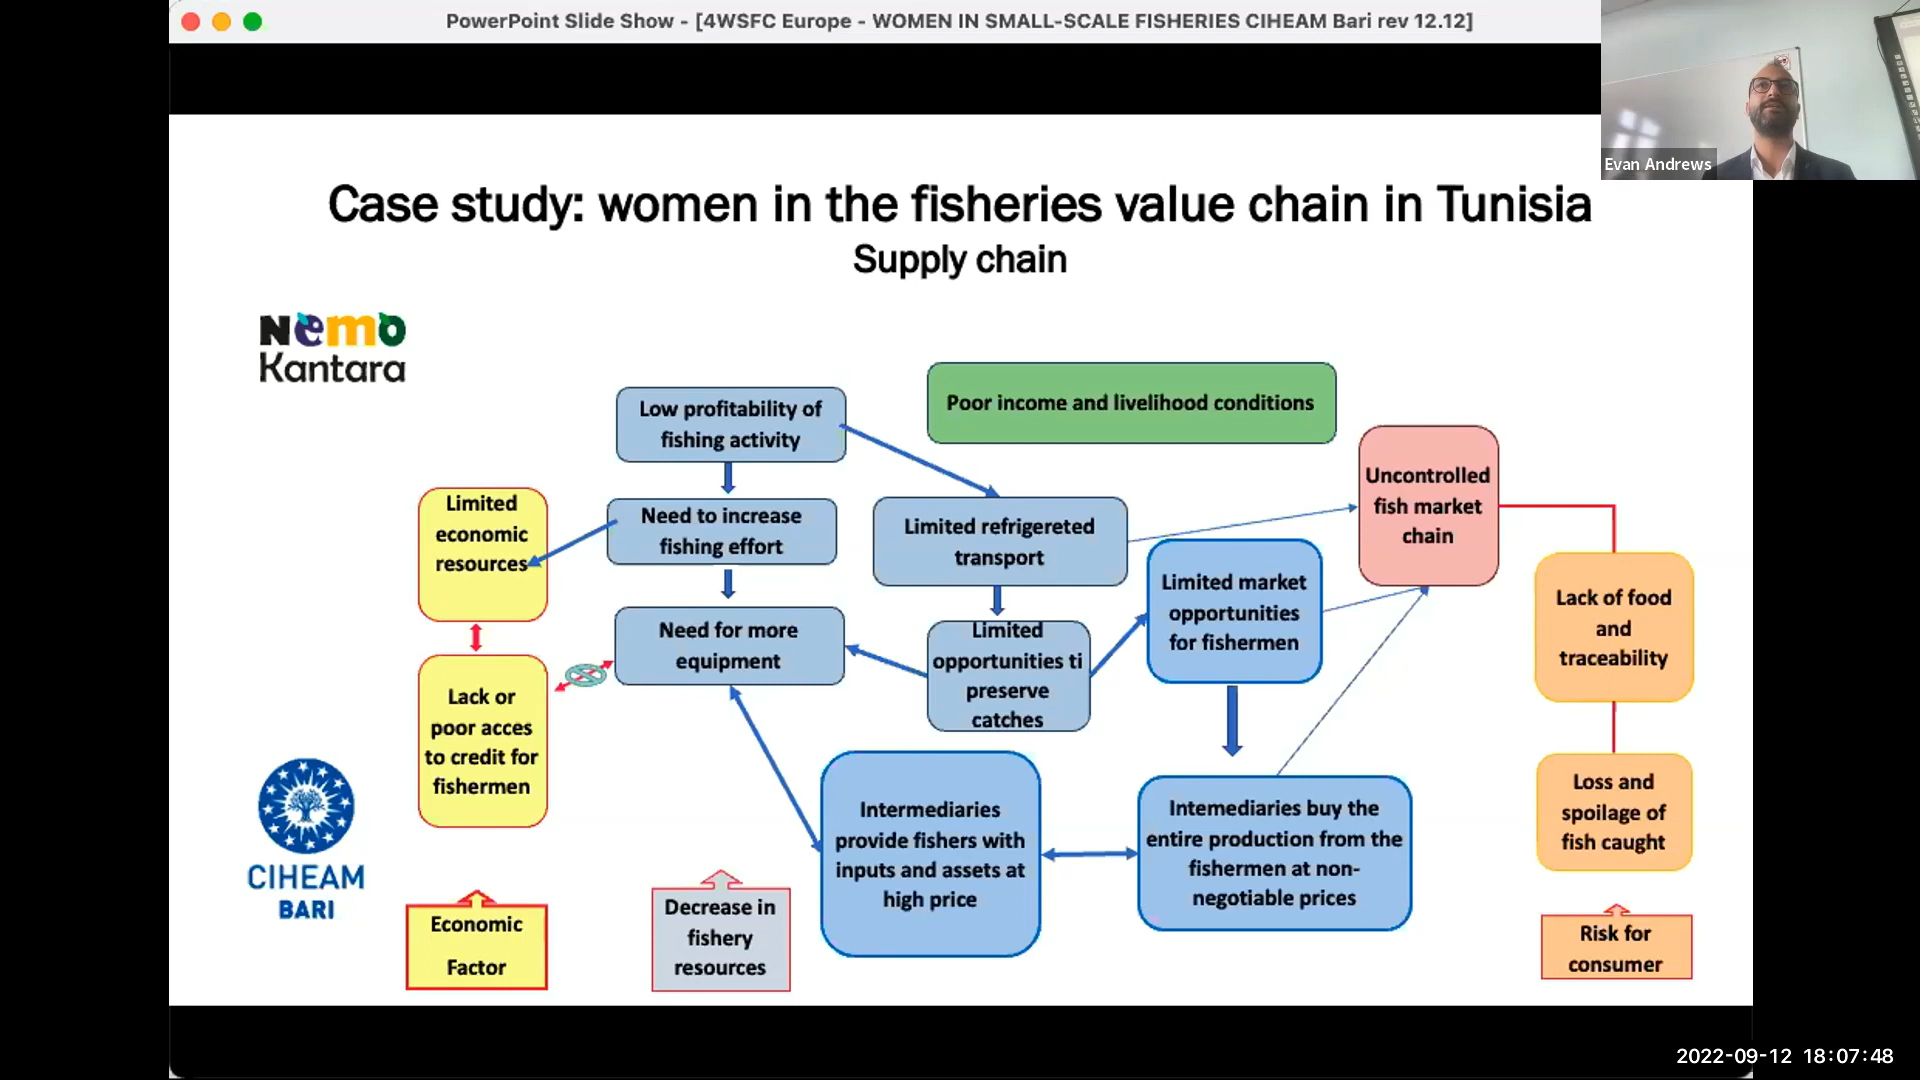 PowerPoint Slide Show - [4WSFC Europe - WOMEN IN SMALL-SCALE FISHERIES CIHEAM Bari rev 12.12]
Evan Andrews
Case study: women in the fisheries value chain in Tunisia
Supply chain
Nemo
Kantara
Low profitability of
fishing activity
Poor income and livelihood conditions
Uncontrolled
fish market
chain
Limited
economic
resources
Need to increase
fishing effort
Limited refrigereted
transport
Limited market
opportunities
for fishermen
Lack of food
and
traceability
Need for more
equipment
Limited
opportunities ti
preserve
catches
Lack or
poor acces
to credit for
fishermen
Intermediaries
provide fishers with
inputs and assets at
high price
Intemediaries buy the
entire production from the
fishermen at non-
negotiable prices
Loss and
spoilage of
fish caught
CIHEAM
BARI
Economic
Factor
Decrease in
fishery
resources
Risk for
consumer
2022-09-12 18:07:48